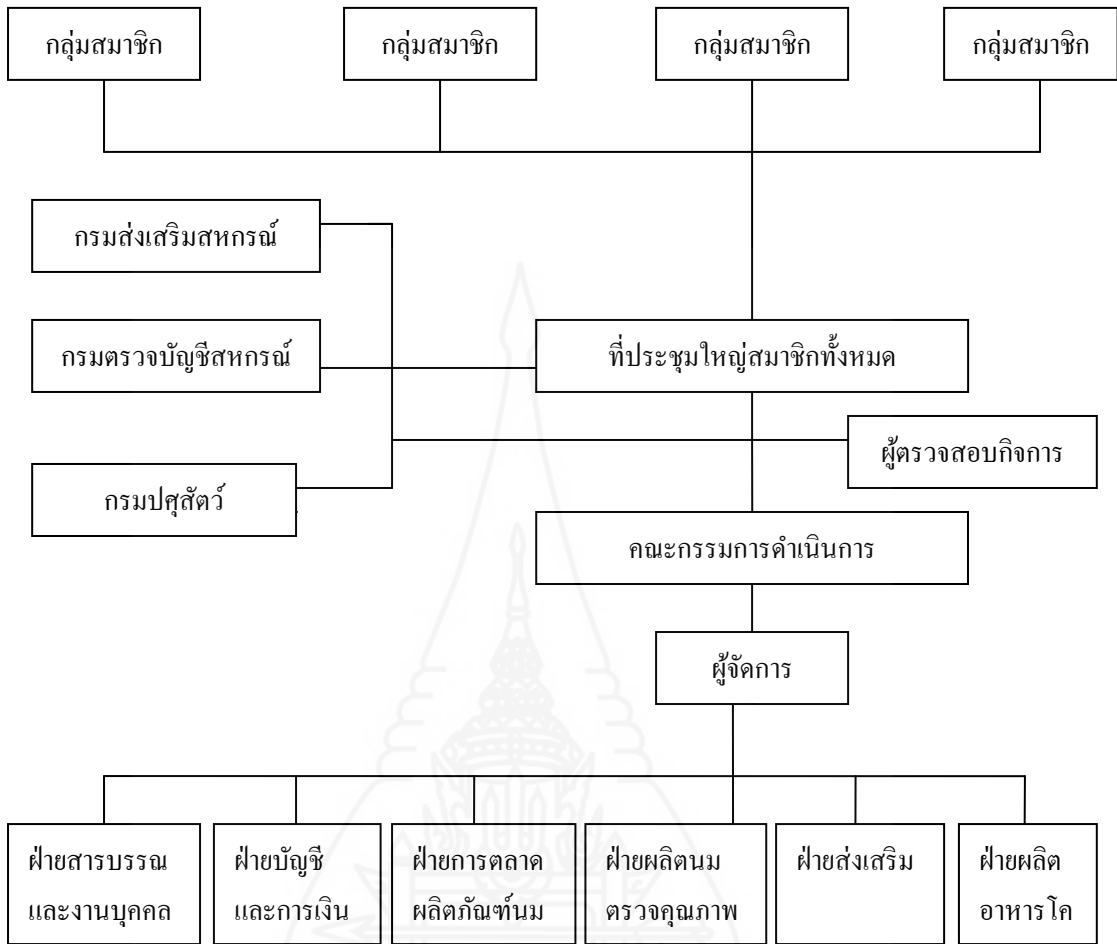 กลุ่มสมาชิก
กลุ่มสมาชิก
กลุ่มสมาชิก
กลุ่มสมาชิก
กรมส่งเสริมสหกรณ์
กรมตรวจบัญชีสหกรณ์
ที่ประชุมใหญ่สมาชิกทั้งหมด
ผู้ตรวจสอบกิจการ
กรมปศุสัตว์
คณะกรรมการดำเนินการ
ผู้จัดการ
ฝ่ายสารบรรณ
และงานบุคคล
ฝ่ายบัญชี
และการเงิน
ฝ่ายการตลาด
ผลิตภัณฑ์นม
ฝ่ายผลิตนม
ตรวจคุณภาพ
ฝ่ายส่งเสริม
ฝ่ายผลิต
อาหารโค